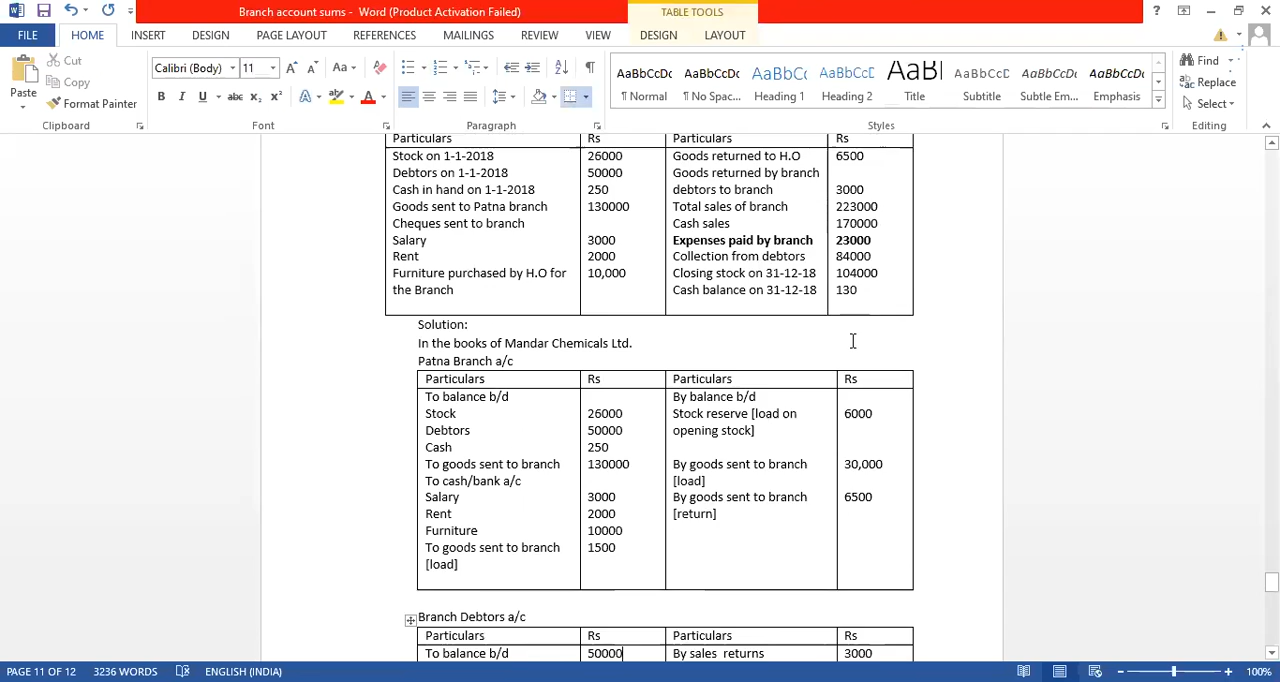 Branch account sums - Word (Product Activation Failed)
TABLE TOOLS
?
FILE HOME INSERT DESIGN PAGE LAYOUT REFERENCES MAILINGS REVIEW VIEW DESIGN LAYOUT
Paste
Cut
Copy
Format Painter
Clipboard
Calibri (Body) 11
Font
Paragraph
AaBbCcDc AaBbCcDc AaBbCc AaBbCcD AaBl AaBbCcD AaBbCcDc AaBbCcDc
¶ Normal ¶ No Spac... Heading 1 Heading 2 Title Subtitle Subtle Em... Emphasis
Styles
Find
Replace
Select
Editing
Particulars Rs Particulars Rs
Stock on 1-1-2018 26000 Goods returned to H.O 6500
Debtors on 1-1-2018 50000 Goods returned by branch
Cash in hand on 1-1-2018 250 debtors to branch 3000
Goods sent to Patna branch 130000 Total sales of branch 223000
Cheques sent to branch Cash sales 170000
Salary 3000 Expenses paid by branch 23000
Rent 2000 Collection from debtors 84000
Furniture purchased by H.O for 10,000 Closing stock on 31-12-18 104000
the Branch Cash balance on 31-12-18 130
Solution:
In the books of Mandar Chemicals Ltd.
Patna Branch a/c
Particulars Rs Particulars Rs
To balance b/d By balance b/d
Stock 26000 Stock reserve [load on 6000
Debtors 50000 opening stock]
Cash 250
To goods sent to branch 130000 By goods sent to branch 30,000
To cash/bank a/c [load]
Salary 3000 By goods sent to branch 6500
Rent 2000 [return]
Furniture 10000
To goods sent to branch 1500
[load]
Branch Debtors a/c
Particulars Rs Particulars Rs
To balance b/d 50000 By sales returns 3000
PAGE 11 OF 12 3236 WORDS ENGLISH (INDIA) 100%